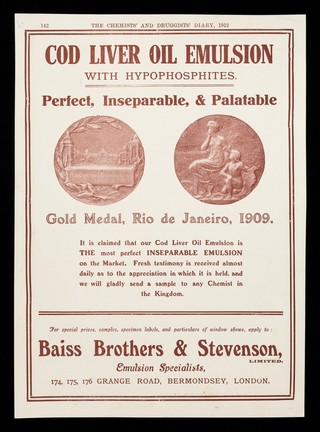 142 THE CHEMISTS' AND DRUGGISTS' DIARY, 1921
COD LIVER OIL EMULSION
WITH HYPOPHOSPHITES.
Perfect, Inseparable, & Palatable
Gold Medal, Rio de Janeiro, 1909.
It is claimed that our Cod Liver Oil Emulsion is
THE most perfect INSEPARABLE EMULSION
on the Market. Fresh testimony is received almost
daily as to the appreciation in which it is held, and
we will gladly send a sample to any Chemist in
the Kingdom.
For special prices, samples, specimen labels, and particulars of window shows, apply to:
Baiss Brothers & Stevenson,
LIMITED,
Emulsion Specialists,
174, 175, 176 GRANGE ROAD, BERMONDSEY, LONDON.